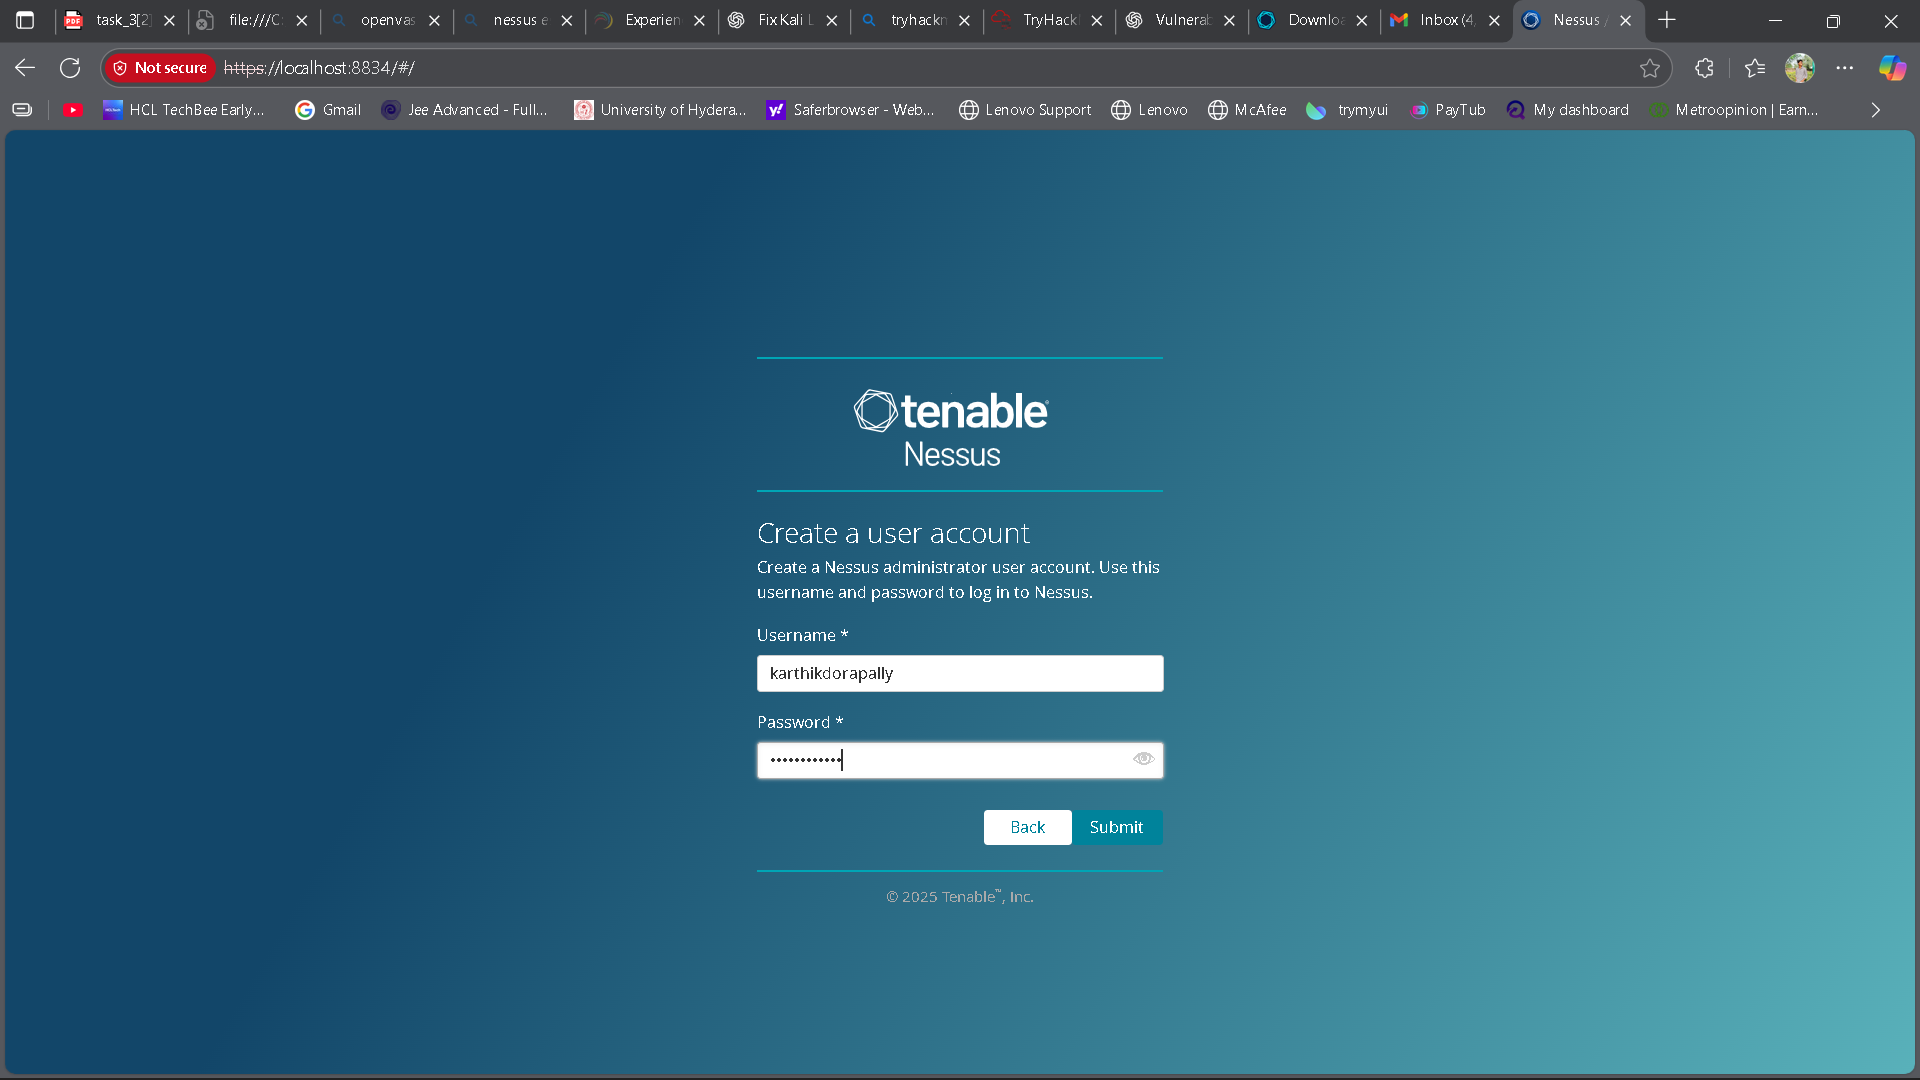 task_3[2]
file:///C:
openvas
nessus e
Experien
Fix Kali L
tryhackn
TryHackl
Vulnerab
Downloa
Inbox (4,
Nessus /
Not secure https://localhost:8834/#/
HCL TechBee Early... Gmail Jee Advanced - Full... University of Hydera... Saferbrowser - Web... Lenovo Support Lenovo McAfee trymyui PayTub My dashboard Metroopinion | Earn...
tenable
Nessus
Create a user account
Create a Nessus administrator user account. Use this
username and password to log in to Nessus.
Username *
karthikdorapally
Password *
••••••••••••
Back Submit
© 2025 Tenable™, Inc.